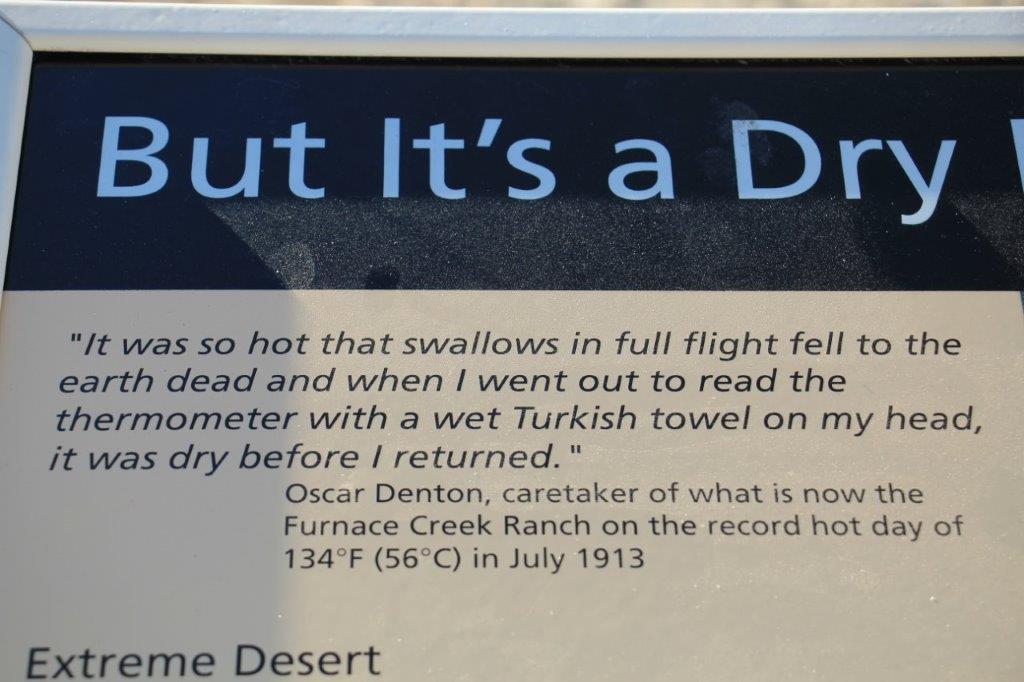 But It's a Dry
"It was so hot that swallows in full flight fell to the
earth dead and when I went out to read the
thermometer with a wet Turkish towel on my head,
it was dry before I returned."
Oscar Denton, caretaker of what is now the
Furnace Creek Ranch on the record hot day of
134°F (56°C) in July 1913
Extreme Desert